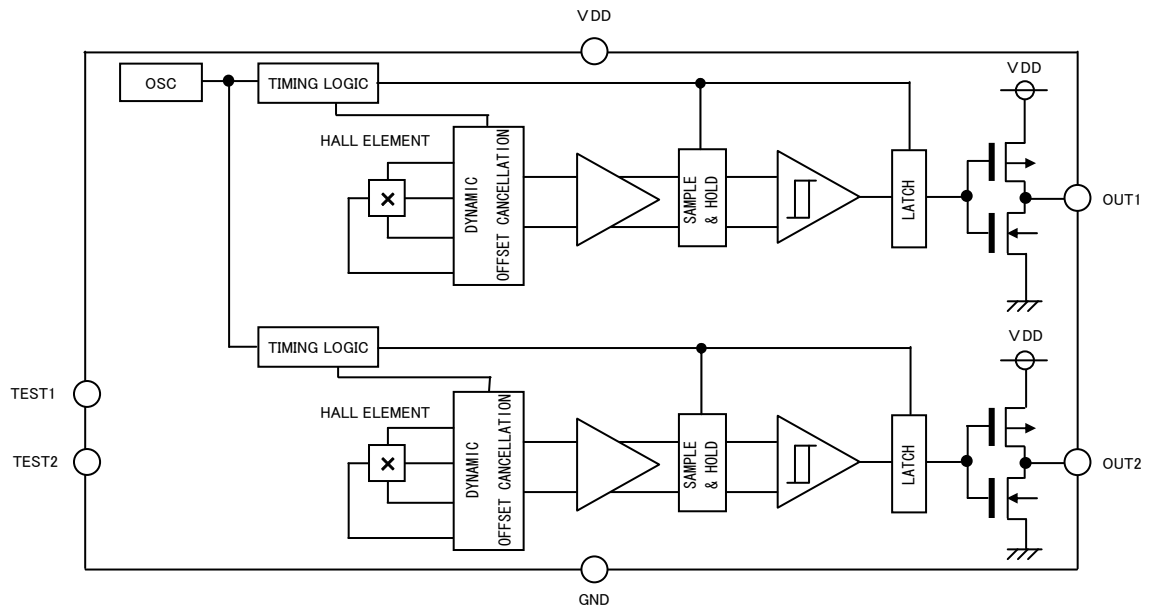 VDD
OSC
TIMING LOGIC
HALL ELEMENT
×
DYNAMIC
OFFSET CANCELLATION
SAMPLE
& HOLD
LATCH
VDD
OUT1
TIMING LOGIC
HALL ELEMENT
×
DYNAMIC
OFFSET CANCELLATION
SAMPLE
& HOLD
LATCH
VDD
OUT2
TEST1
TEST2
GND